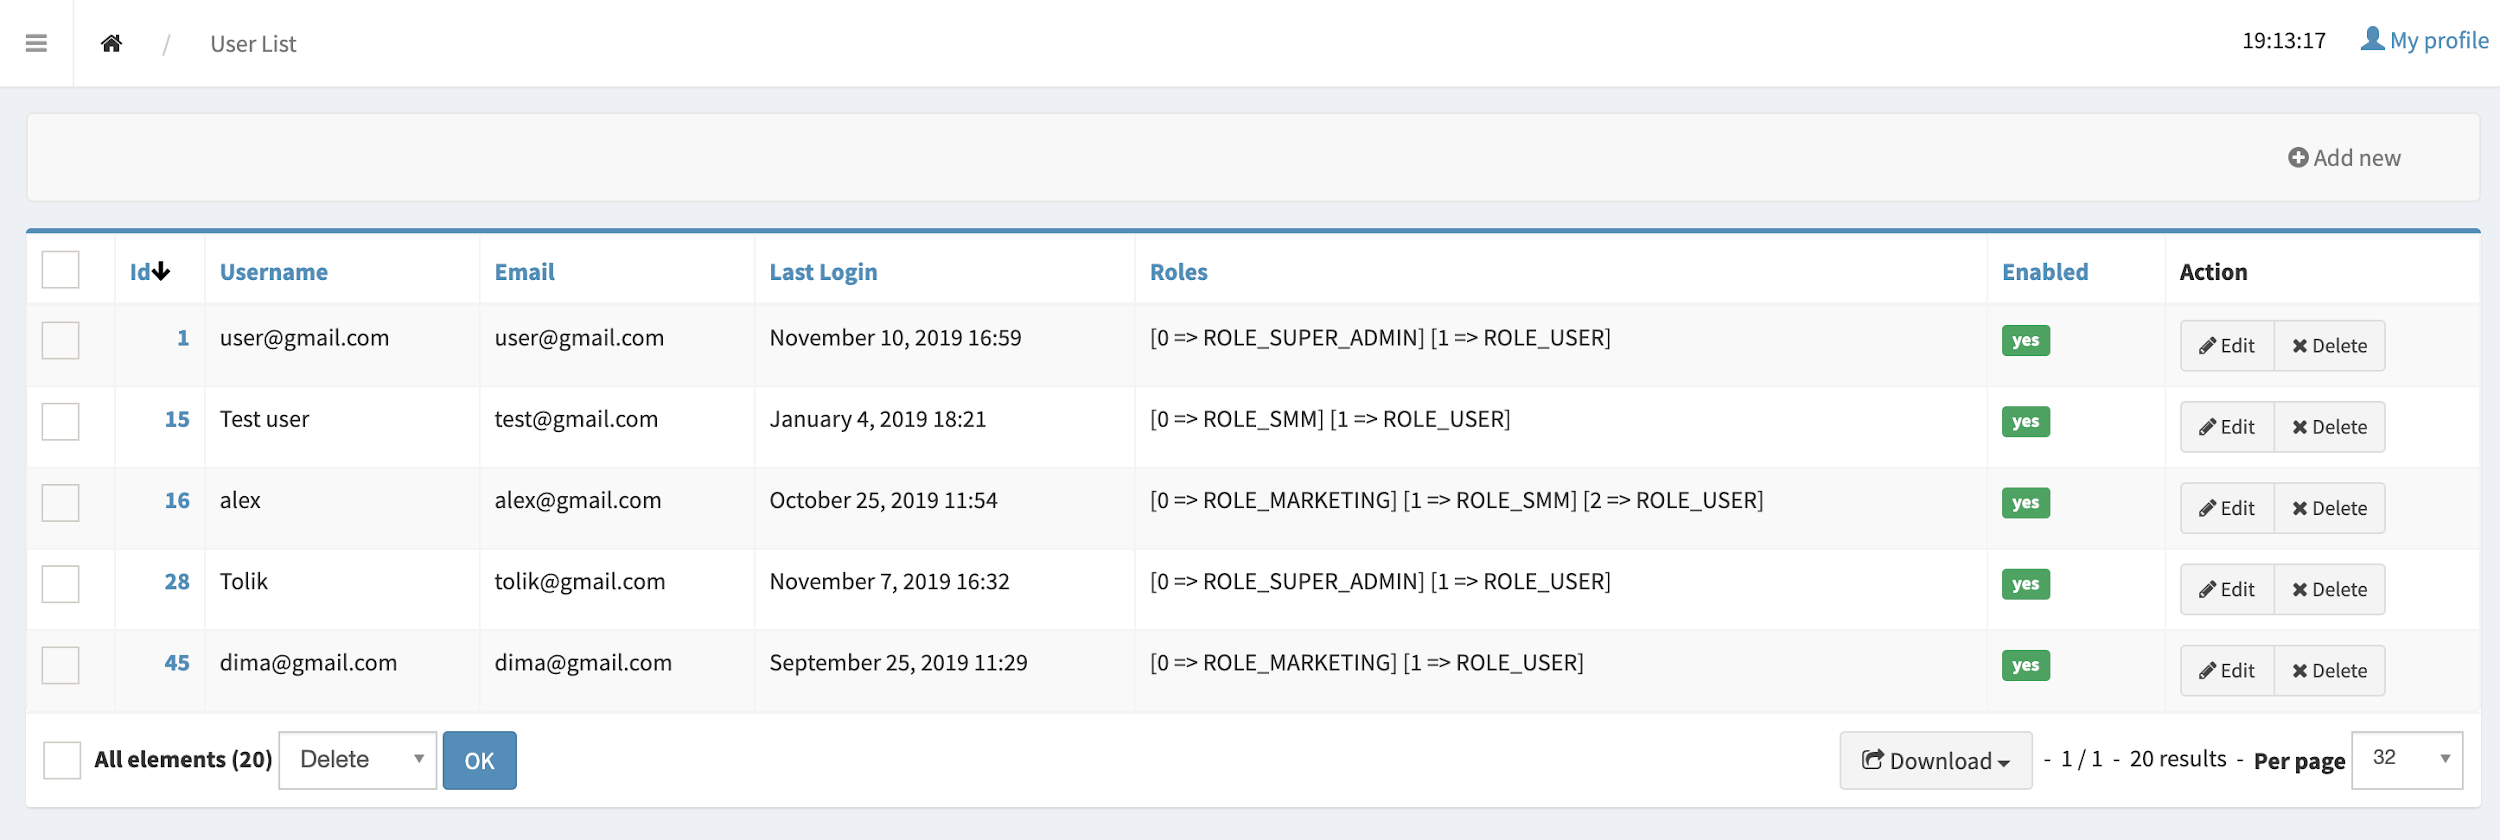 / User List 19:13:17 My profile
Add new
Id Username Email Last Login Roles Enabled Action
1 user@gmail.com user@gmail.com November 10, 2019 16:59 [0 => ROLE_SUPER_ADMIN] [1 => ROLE_USER] yes Edit Delete
15 Test user test@gmail.com January 4, 2019 18:21 [0 => ROLE_SMM] [1 => ROLE_USER] yes Edit Delete
16 alex alex@gmail.com October 25, 2019 11:54 [0 => ROLE_MARKETING] [1 => ROLE_SMM] [2 => ROLE_USER] yes Edit Delete
28 Tolik tolik@gmail.com November 7, 2019 16:32 [0 => ROLE_SUPER_ADMIN] [1 => ROLE_USER] yes Edit Delete
45 dima@gmail.com dima@gmail.com September 25, 2019 11:29 [0 => ROLE_MARKETING] [1 => ROLE_USER] yes Edit Delete
All elements (20) Delete OK Download - 1 / 1 - 20 results - Per page 32